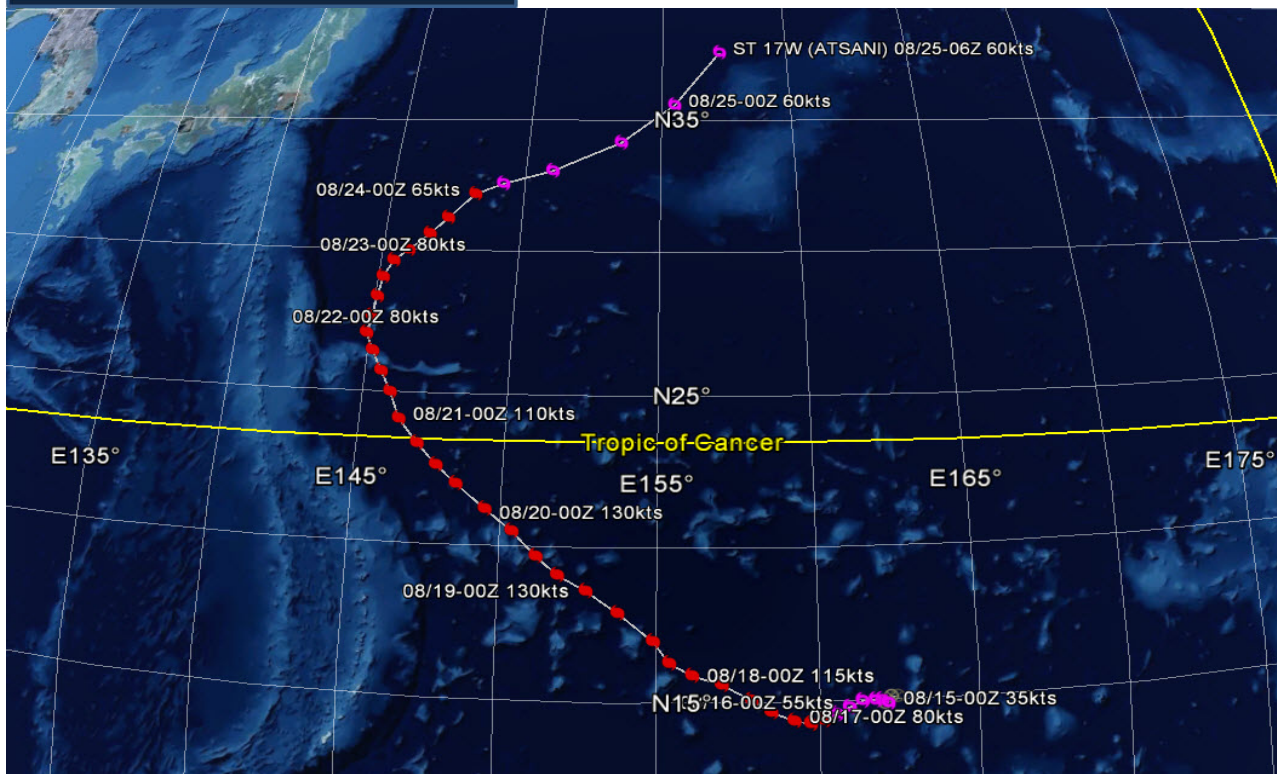 ST 17W (ATSANI) 08/25-06Z 60kts
08/25-00Z 60kts
N35°
08/24-00Z 65kts
08/23-00Z 80kts
08/22-00Z 80kts
N25°
08/21-00Z 110kts
Tropic of Cancer
E135°
E145°
E155°
E165°
E175°
08/20-00Z 130kts
08/19-00Z 130kts
08/18-00Z 115kts
N15°
/16-00Z 55kts
08/15-00Z 35kts
08/17-00Z 80kts